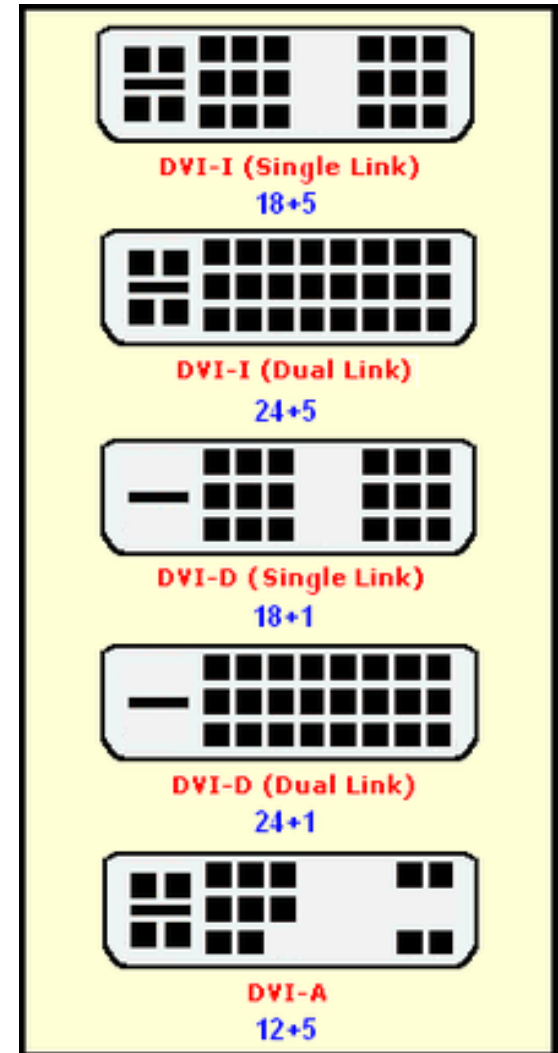 DVI-I (Single Link)
18+5
DVI-I (Dual Link)
24+5
DVI-D (Single Link)
18+1
DVI-D (Dual Link)
24+1
DVI-A
12+5